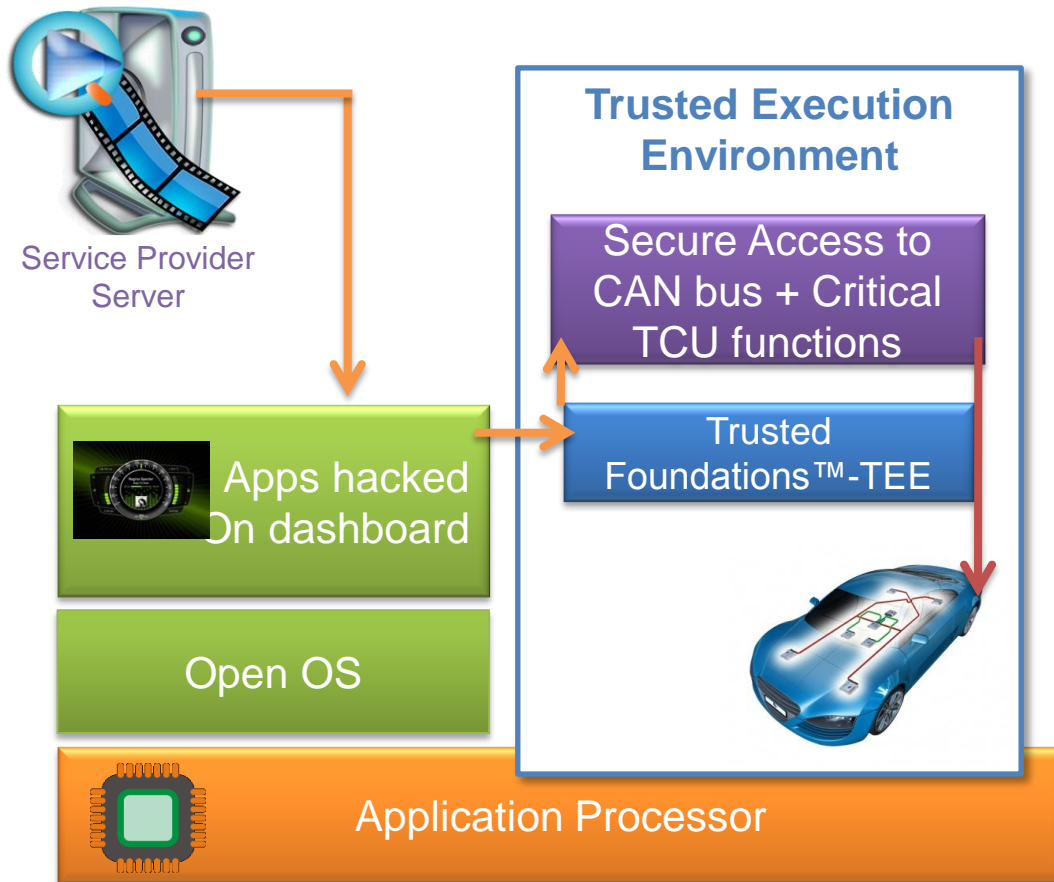 Service Provider
Server
Trusted Execution
Environment
Secure Access to
CAN bus + Critical
TCU functions
Trusted
Foundations™-TEE
Apps hacked
On dashboard
Open OS
Application Processor